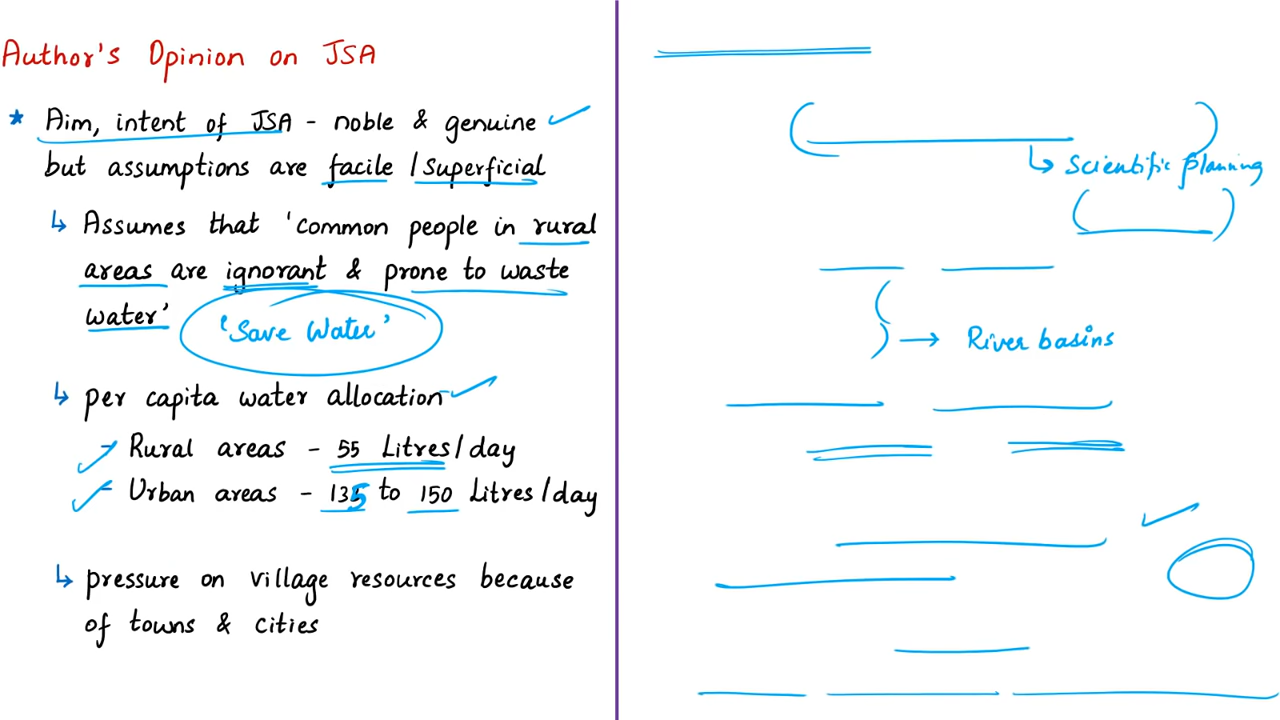 Author's Opinion on JSA
* Aim, intent of JSA - noble & genuine ✓
but assumptions are facile / superficial
↳ Assumes that 'common people in rural
areas are ignorant & prone to waste
water'
'Save Water'
↳ per capita water allocation ✓
✓ - Rural areas - 55 Litres/day
✓ - Urban areas - 135 to 150 Litres/day
↳ pressure on village resources because
of towns & cities
↳ Scientific planning
→ River basins